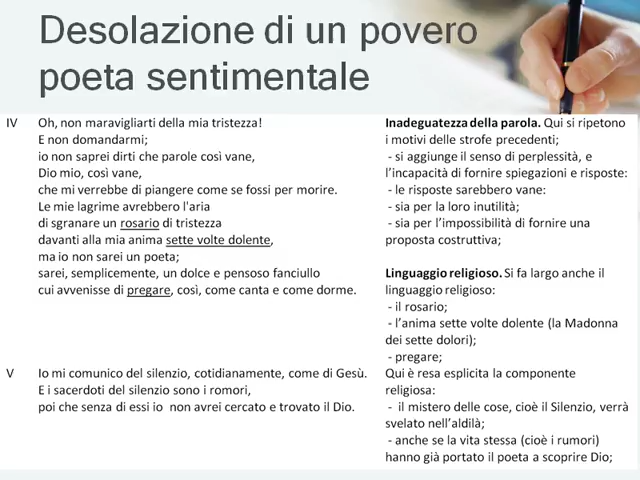 Desolazione di un povero
poeta sentimentale
IV Oh, non maravigliarti della mia tristezza!
E non domandarmi;
io non saprei dirti che parole così vane,
Dio mio, così vane,
che mi verrebbe di piangere come se fossi per morire.
Le mie lagrime avrebbero l'aria
di sgranare un rosario di tristezza
davanti alla mia anima sette volte dolente,
ma io non sarei un poeta;
sarei, semplicemente, un dolce e pensoso fanciullo
cui avvenisse di pregare, così, come canta e come dorme.
Inadeguatezza della parola. Qui si ripetono
i motivi delle strofe precedenti;
- si aggiunge il senso di perplessità, e
l'incapacità di fornire spiegazioni e risposte:
- le risposte sarebbero vane:
- sia per la loro inutilità;
- sia per l'impossibilità di fornire una
proposta costruttiva;
Linguaggio religioso. Si fa largo anche il
linguaggio religioso:
- il rosario;
- l'anima sette volte dolente (la Madonna
dei sette dolori);
- pregare;
V Io mi comunico del silenzio, cotidianamente, come di Gesù.
E i sacerdoti del silenzio sono i romori,
poi che senza di essi io non avrei cercato e trovato il Dio.
Qui è resa esplicita la componente
religiosa:
- il mistero delle cose, cioè il Silenzio, verrà
svelato nell'aldilà;
- anche se la vita stessa (cioè i rumori)
hanno già portato il poeta a scoprire Dio;